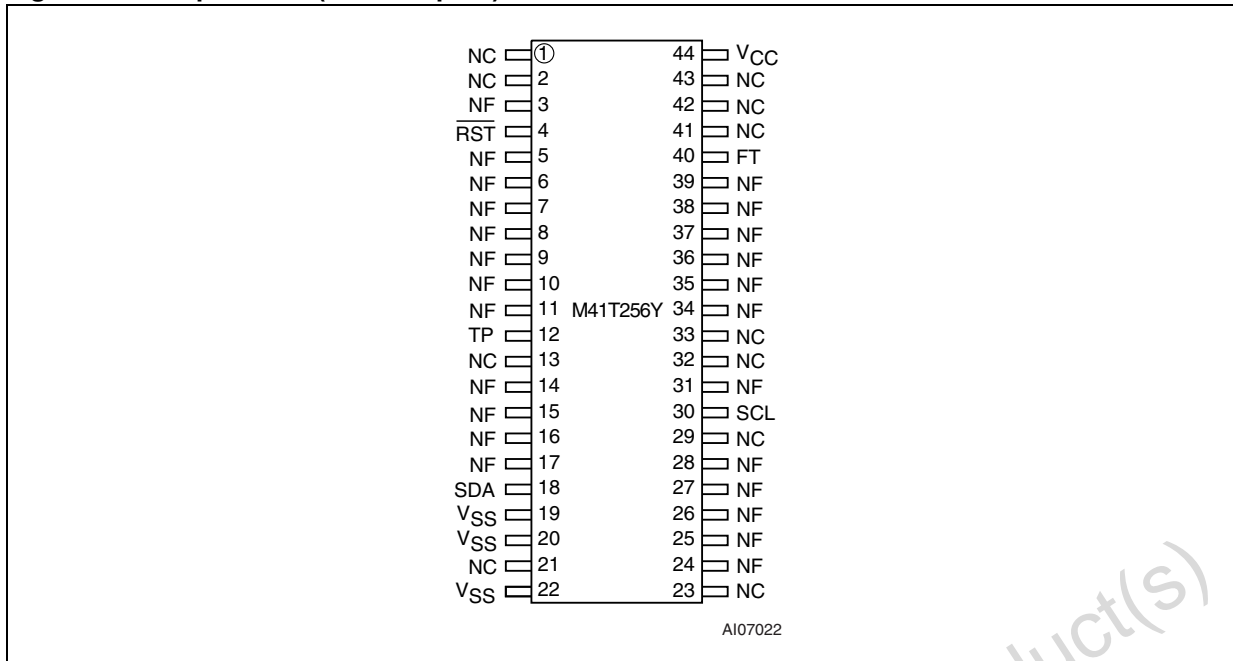 NC 1 44 VCC
NC 2 43 NC
NF 3 42 NC
RST 4 41 NC
NF 5 40 FT
NF 6 39 NF
NF 7 38 NF
NF 8 37 NF
NF 9 36 NF
NF 10 35 NF
NF 11 M41T256Y 34 NF
TP 12 33 NC
NC 13 32 NC
NF 14 31 NF
NF 15 30 SCL
NF 16 29 NC
NF 17 28 NF
SDA 18 27 NF
VSS 19 26 NF
VSS 20 25 NF
NC 21 24 NF
VSS 22 23 NC
AI07022